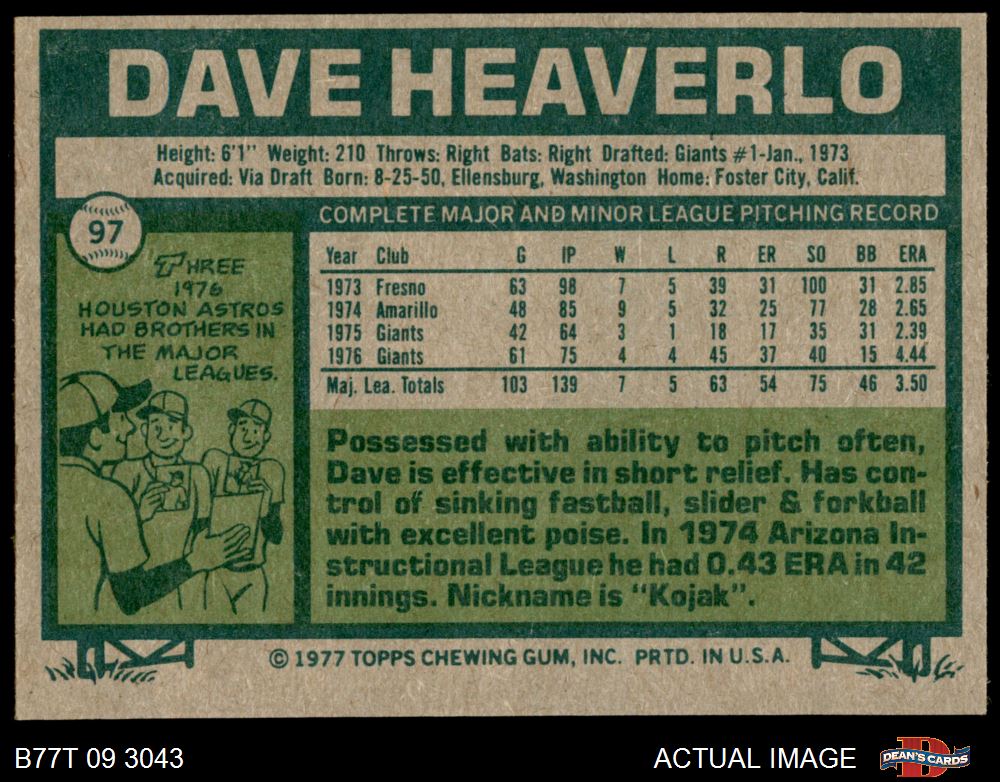 DAVE HEAVERLO
Height: 6'1" Weight: 210 Throws: Right Bats: Right Drafted: Giants #1-Jan., 1973
Acquired: Via Draft Born: 8-25-50, Ellensburg, Washington Home: Foster City, Calif.
97
THREE
1976
HOUSTON ASTROS
HAD BROTHERS IN
THE MAJOR
LEAGUES.
COMPLETE MAJOR AND MINOR LEAGUE PITCHING RECORD
Year Club G IP W L R ER SO BB ERA
1973 Fresno 63 98 7 5 39 31 100 31 2.85
1974 Amarillo 48 85 9 5 32 25 77 28 2.65
1975 Giants 42 64 3 1 18 17 35 31 2.39
1976 Giants 61 75 4 4 45 37 40 15 4.44
Maj. Lea. Totals 103 139 7 5 63 54 75 46 3.50
Possessed with ability to pitch often,
Dave is effective in short relief. Has con-
trol of sinking fastball, slider & forkball
with excellent poise. In 1974 Arizona In-
structional League he had 0.43 ERA in 42
innings. Nickname is "Kojak".
© 1977 TOPPS CHEWING GUM, INC. PRTD. IN U.S.A.
B77T 09 3043
ACTUAL IMAGE
DEAN'S CARDS